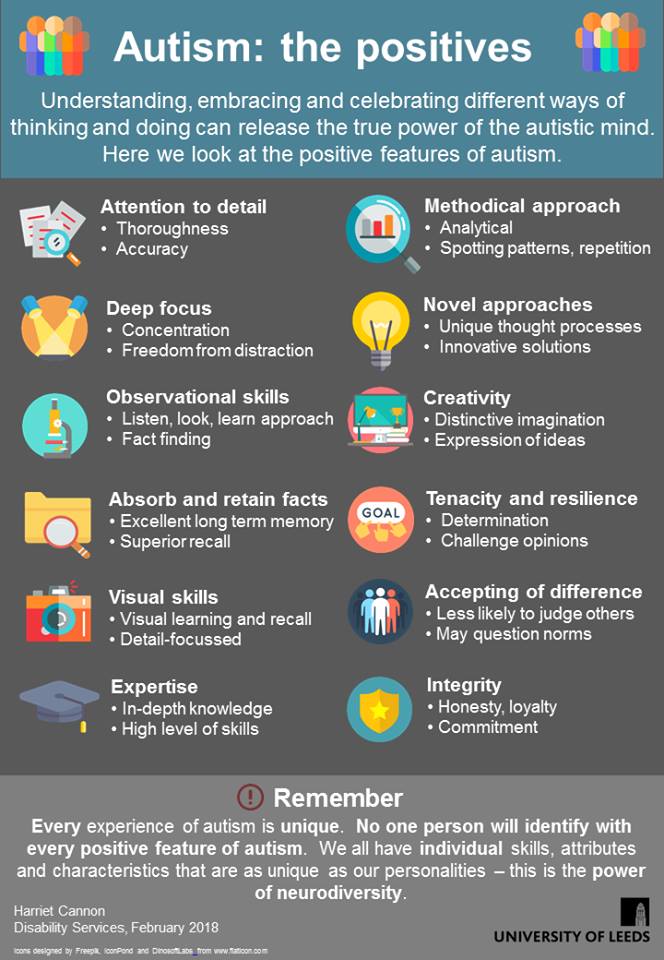 Autism: the positives
Understanding, embracing and celebrating different ways of
thinking and doing can release the true power of the autistic mind.
Here we look at the positive features of autism.
Attention to detail
• Thoroughness
• Accuracy
Methodical approach
• Analytical
• Spotting patterns, repetition
Deep focus
• Concentration
• Freedom from distraction
Novel approaches
• Unique thought processes
• Innovative solutions
Observational skills
• Listen, look, learn approach
• Fact finding
Creativity
• Distinctive imagination
• Expression of ideas
Absorb and retain facts
• Excellent long term memory
• Superior recall
GOAL
Tenacity and resilience
• Determination
• Challenge opinions
Visual skills
• Visual learning and recall
• Detail-focussed
Accepting of difference
• Less likely to judge others
• May question norms
Expertise
• In-depth knowledge
• High level of skills
Integrity
• Honesty, loyalty
• Commitment
! Remember
Every experience of autism is unique. No one person will identify with
every positive feature of autism. We all have individual skills, attributes
and characteristics that are as unique as our personalities – this is the power
of neurodiversity.
Harriet Cannon
Disability Services, February 2018
Icons designed by Freepik, IconPond and DinosoftLabs from www.flaticon.com
UNIVERSITY OF LEEDS